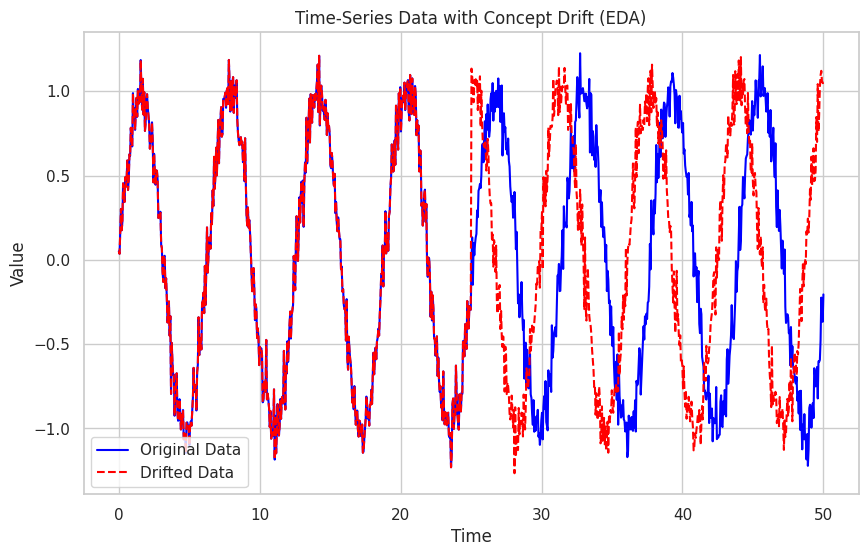 Time-Series Data with Concept Drift (EDA)
Value
1.0
0.5
0.0
−0.5
−1.0
Original Data
Drifted Data
0 10 20 30 40 50
Time